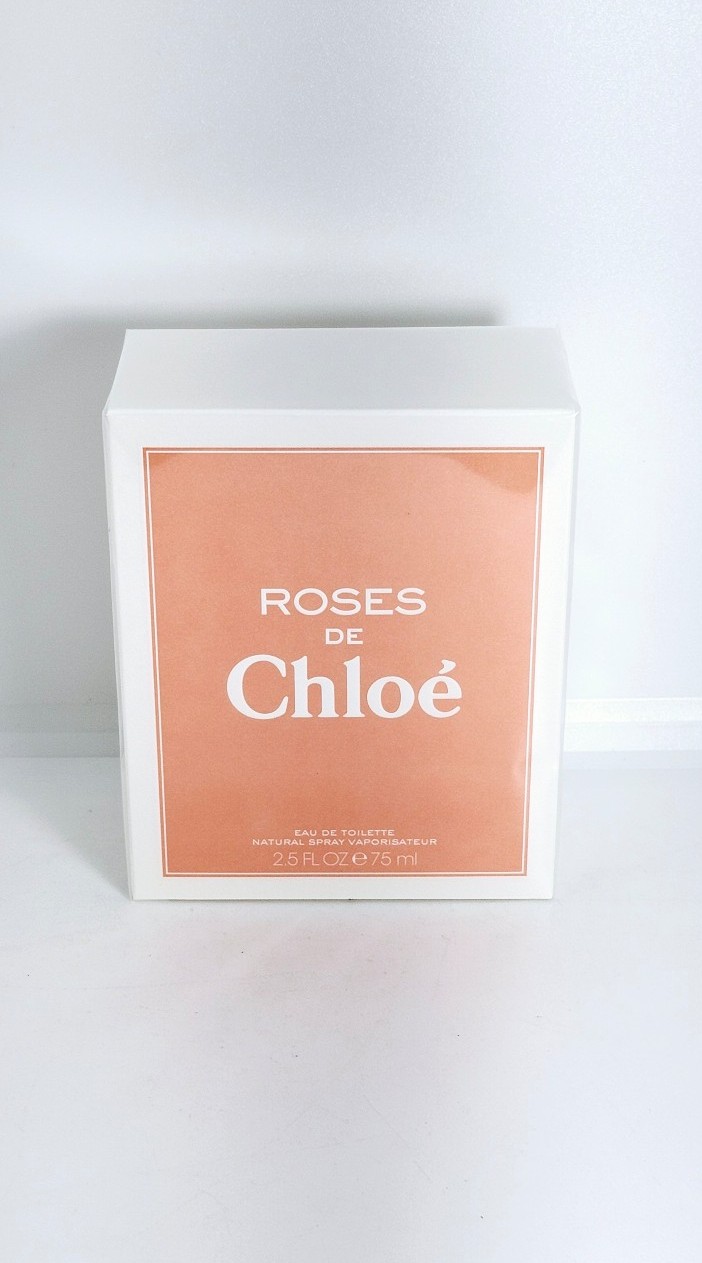 ROSES
DE
Chloé
EAU DE TOILETTE
NATURAL SPRAY VAPORISATEUR
2.5 FL OZ ℮ 75 ml